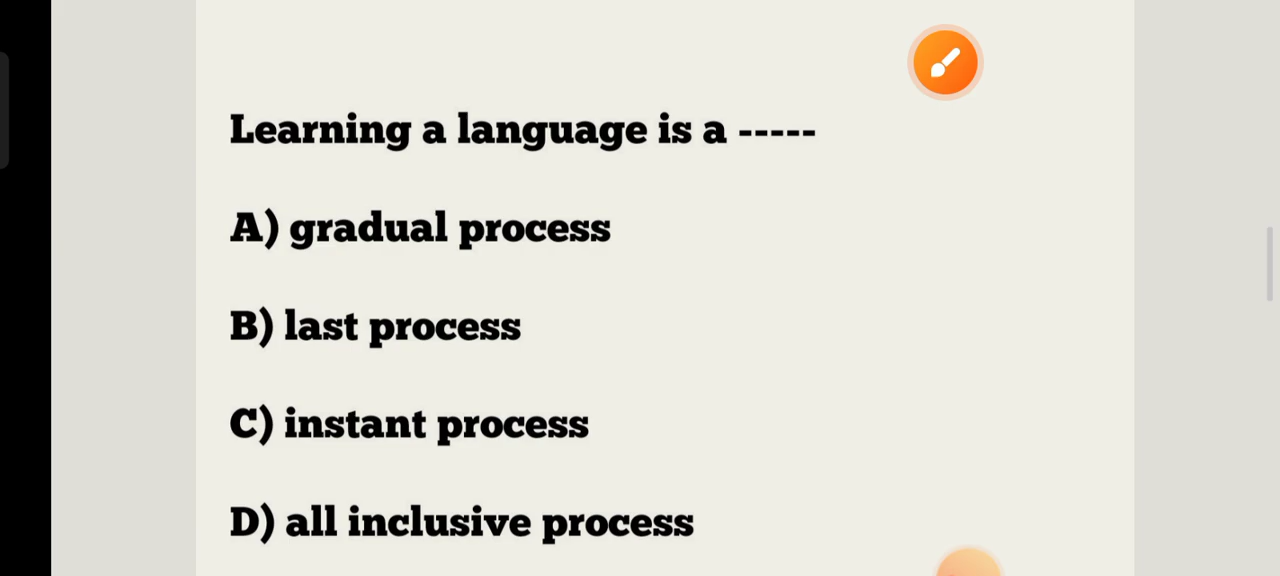 Learning a language is a -----
A) gradual process
B) last process
C) instant process
D) all inclusive process